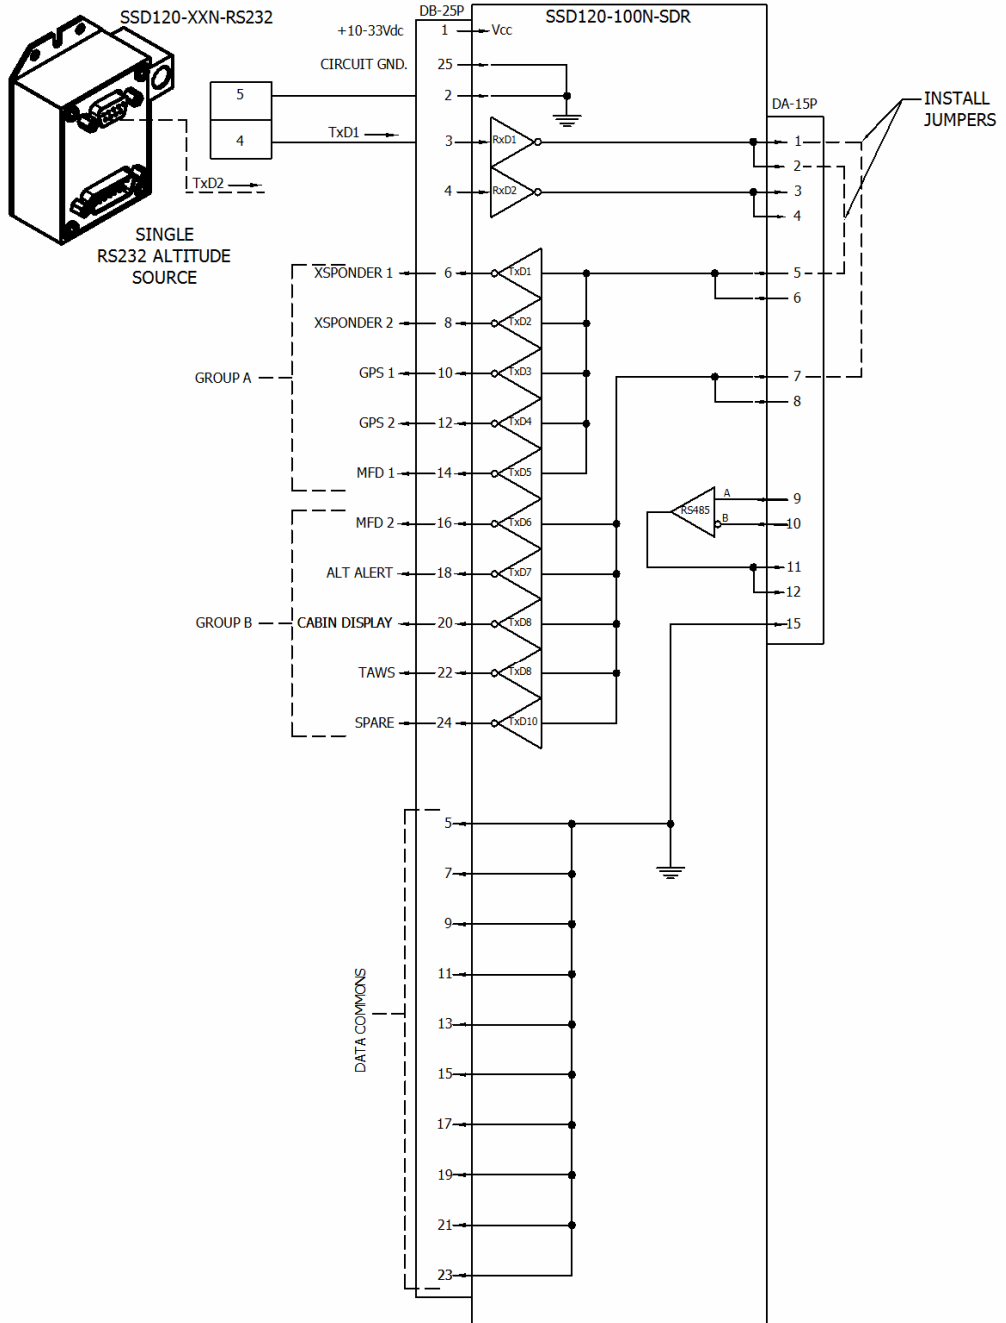 SSD120-XXN-RS232
DB-25P
SSD120-100N-SDR
+10-33Vdc
1
Vcc
CIRCUIT GND.
25
5
2
DA-15P
INSTALL
JUMPERS
4
TxD1
3
RxD1
1
2
TxD2
4
RxD2
3
4
SINGLE
RS232 ALTITUDE
SOURCE
XSPONDER 1
6
TxD1
5
6
XSPONDER 2
8
TxD2
GROUP A
GPS 1
10
TxD3
7
8
GPS 2
12
TxD4
MFD 1
14
TxD5
A
9
RS485
MFD 2
16
TxD6
B
10
ALT ALERT
18
TxD7
11
12
GROUP B
CABIN DISPLAY
20
TxD8
15
TAWS
22
TxD8
SPARE
24
TxD10
5
7
9
11
DATA COMMONS
13
15
17
19
21
23